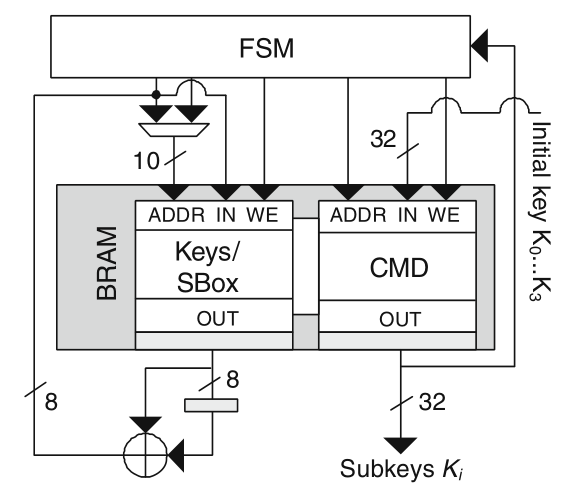 FSM
10
32
Initial key K0...K3
ADDR IN WE
ADDR IN WE
BRAM
Keys/
SBox
CMD
OUT
OUT
8
8
32
Subkeys Ki